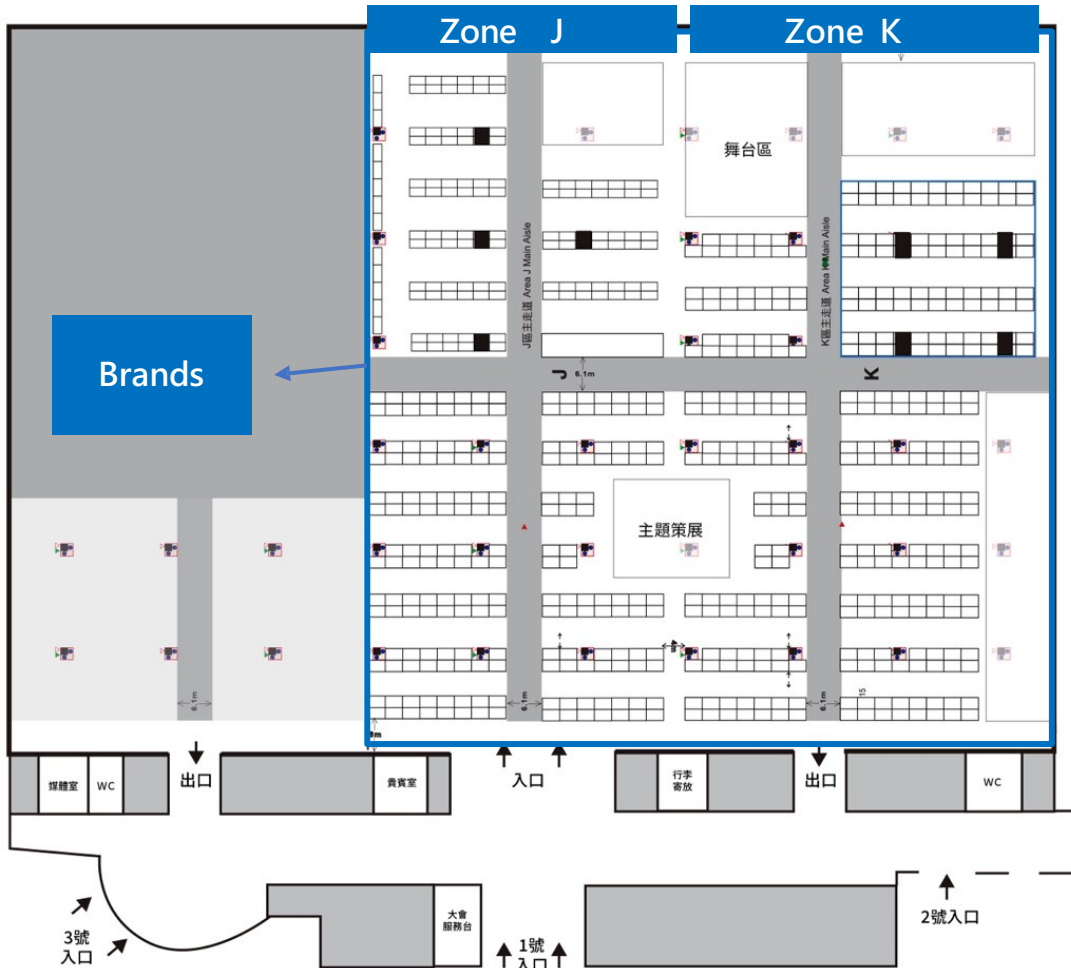 Zone J
Zone K
舞台區
J區主走道 Area J Main Aisle
K區主走道 Area K Main Aisle
Brands
J
6.1m
K
主題策展
15
6.1m
6.1m
6.1m
媒體室
WC
出口
貴賓室
入口
行李
寄放
出口
WC
大會
服務台
3號
入口
1號
入口
2號入口